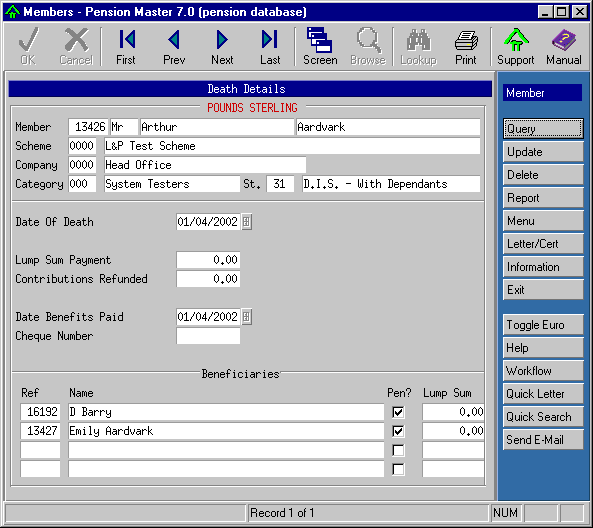 Members - Pension Master 7.0 (pension database)
OK Cancel First Prev Next Last Screen Browse Lookup Print Support Manual
Death Details
POUNDS STERLING
Member 13426 Mr Arthur Aardvark
Scheme 0000 L&P Test Scheme
Company 0000 Head Office
Category 000 System Testers St. 31 D.I.S. - With Dependants
Date Of Death 01/04/2002
Lump Sum Payment 0.00
Contributions Refunded 0.00
Date Benefits Paid 01/04/2002
Cheque Number
Beneficiaries
Ref Name Pen? Lump Sum
16192 D Barry 0.00
13427 Emily Aardvark 0.00
Member
Query
Update
Delete
Report
Menu
Letter/Cert
Information
Exit
Toggle Euro
Help
Workflow
Quick Letter
Quick Search
Send E-Mail
Record 1 of 1 NUM